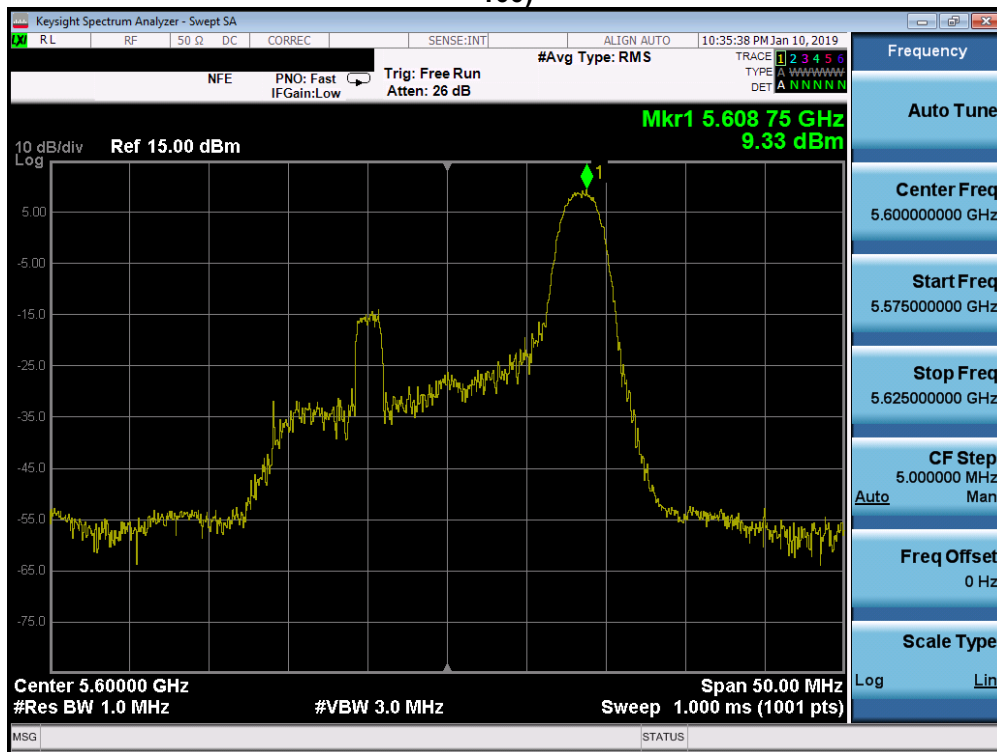 Keysight Spectrum Analyzer - Swept SA
LXI RL RF 50 Ω DC CORREC SENSE:INT ALIGN AUTO 10:35:38 PM Jan 10, 2019
#Avg Type: RMS
TRACE 1 2 3 4 5 6
TYPE A WWWWW
DET A N N N N N
NFE PNO: Fast Trig: Free Run
IFGain:Low Atten: 26 dB
Mkr1 5.608 75 GHz
9.33 dBm
10 dB/div Ref 15.00 dBm
Log
1
5.00
-5.00
-15.0
-25.0
-35.0
-45.0
-55.0
-65.0
-75.0
Center 5.60000 GHz Span 50.00 MHz
#Res BW 1.0 MHz #VBW 3.0 MHz Sweep 1.000 ms (1001 pts)
MSG STATUS
Frequency
Auto Tune
Center Freq
5.600000000 GHz
Start Freq
5.575000000 GHz
Stop Freq
5.625000000 GHz
CF Step
5.000000 MHz
Auto Man
Freq Offset
0 Hz
Scale Type
Log Lin